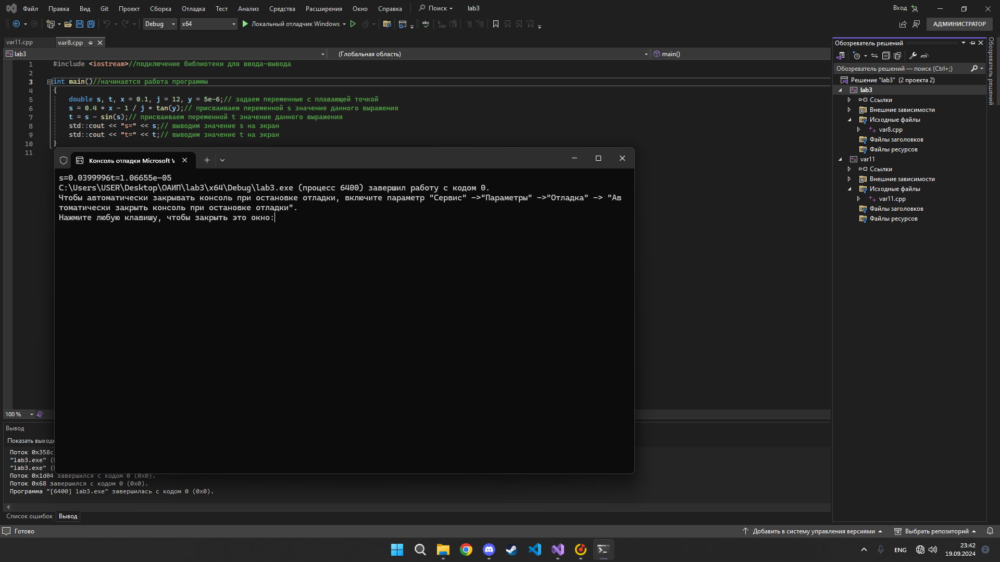 Файл Правка Вид Git Проект Сборка Отладка Тест Анализ Средства Расширения Окно Справка Поиск lab3 Вход
Debug x64 Локальный отладчик Windows АДМИНИСТРАТОР
var11.cpp var8.cpp
lab3 (Глобальная область) main()
1 #include <iostream>//подключение библиотеки для ввода-вывода
2
3 int main()//начинается работа программы
4 {
5 double s, t, x = 0.1, j = 12, y = 5e-6;// задаем переменные с плавающей точкой
6 s = 0.4 * x - 1 / j * tan(y);// присваиваем переменной s значение данного выражения
7 t = s - sin(s);// присваиваем переменной t значение данного выражения
8 std::cout << "s=" << s;// выводим значение s на экран
9 std::cout << "t=" << t;// выводим значение t на экран
10 }
11
Консоль отладки Microsoft V
s=0.0399996t=1.06655e-05
C:\Users\USER\Desktop\ОАИП\lab3\x64\Debug\lab3.exe (процесс 6400) завершил работу с кодом 0.
Чтобы автоматически закрывать консоль при остановке отладки, включите параметр "Сервис" ->"Параметры" ->"Отладка" -> "Ав
томатически закрыть консоль при остановке отладки".
Нажмите любую клавишу, чтобы закрыть это окно:
100 %
Вывод
Показать выходн
Поток 0x358c
"lab3.exe" (
"lab3.exe" (
Поток 0x1d04 завершился с кодом 0 (0x0).
Поток 0x68 завершился с кодом 0 (0x0).
Программа "[6400] lab3.exe" завершилась с кодом 0 (0x0).
Список ошибок Вывод
Обозреватель решений
Обозреватель решений — поиск (Ctrl+;)
Решение "lab3" (2 проекта 2)
lab3
Ссылки
Внешние зависимости
Исходные файлы
var8.cpp
Файлы заголовков
Файлы ресурсов
var11
Ссылки
Внешние зависимости
Исходные файлы
var11.cpp
Файлы заголовков
Файлы ресурсов
Обозреватель решений
Готово Добавить в систему управления версиями Выбрать репозиторий
ENG 23:42
19.09.2024 2